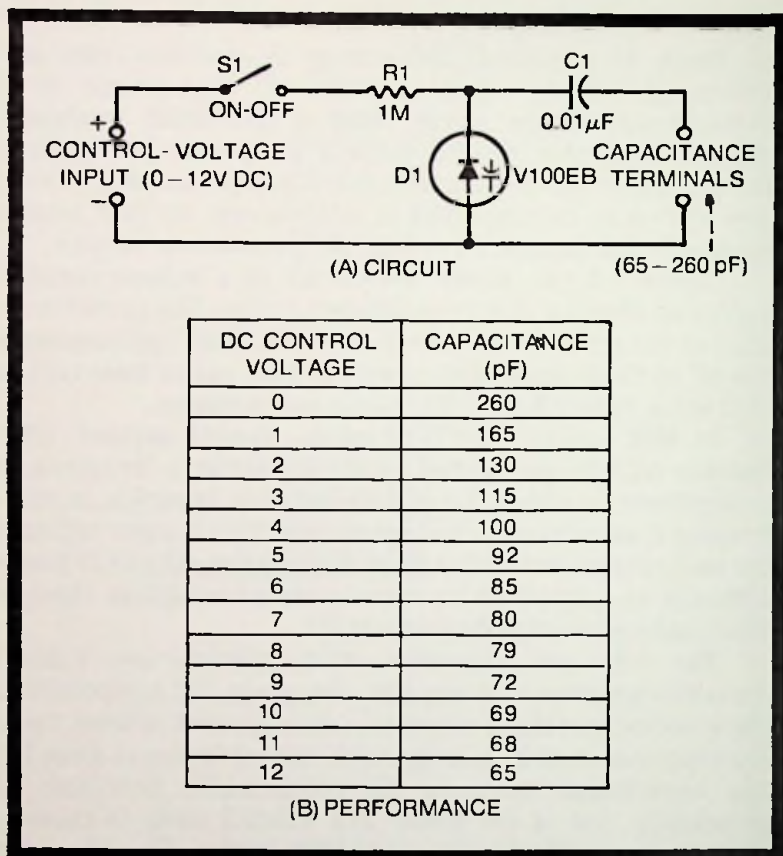 S1
ON-OFF
R1
1M
C1
0.01µF
+
CONTROL-VOLTAGE
INPUT (0–12V DC)
−
D1
V100EB
CAPACITANCE
TERMINALS
(65–260 pF)
(A) CIRCUIT
DC CONTROL VOLTAGE CAPACITANCE (pF)
0 260
1 165
2 130
3 115
4 100
5 92
6 85
7 80
8 79
9 72
10 69
11 68
12 65
(B) PERFORMANCE